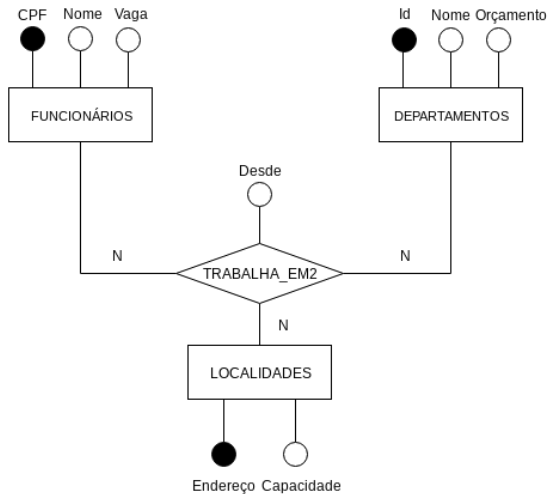 CPF Nome Vaga Id Nome Orçamento
FUNCIONÁRIOS DEPARTAMENTOS
Desde
N N
TRABALHA_EM2
N
LOCALIDADES
Endereço Capacidade